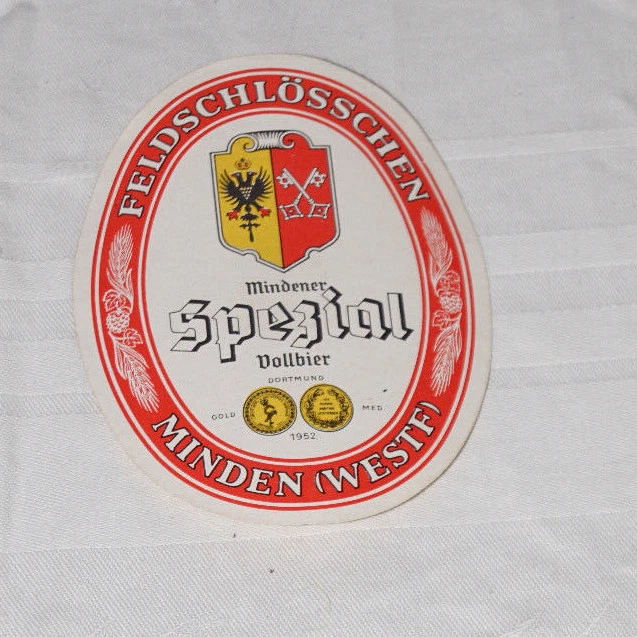 FELDSCHLÖSSCHEN
Mindener
Spezial
Vollbier
DORTMUND
GOLD MED
1952
MINDEN (WESTF)